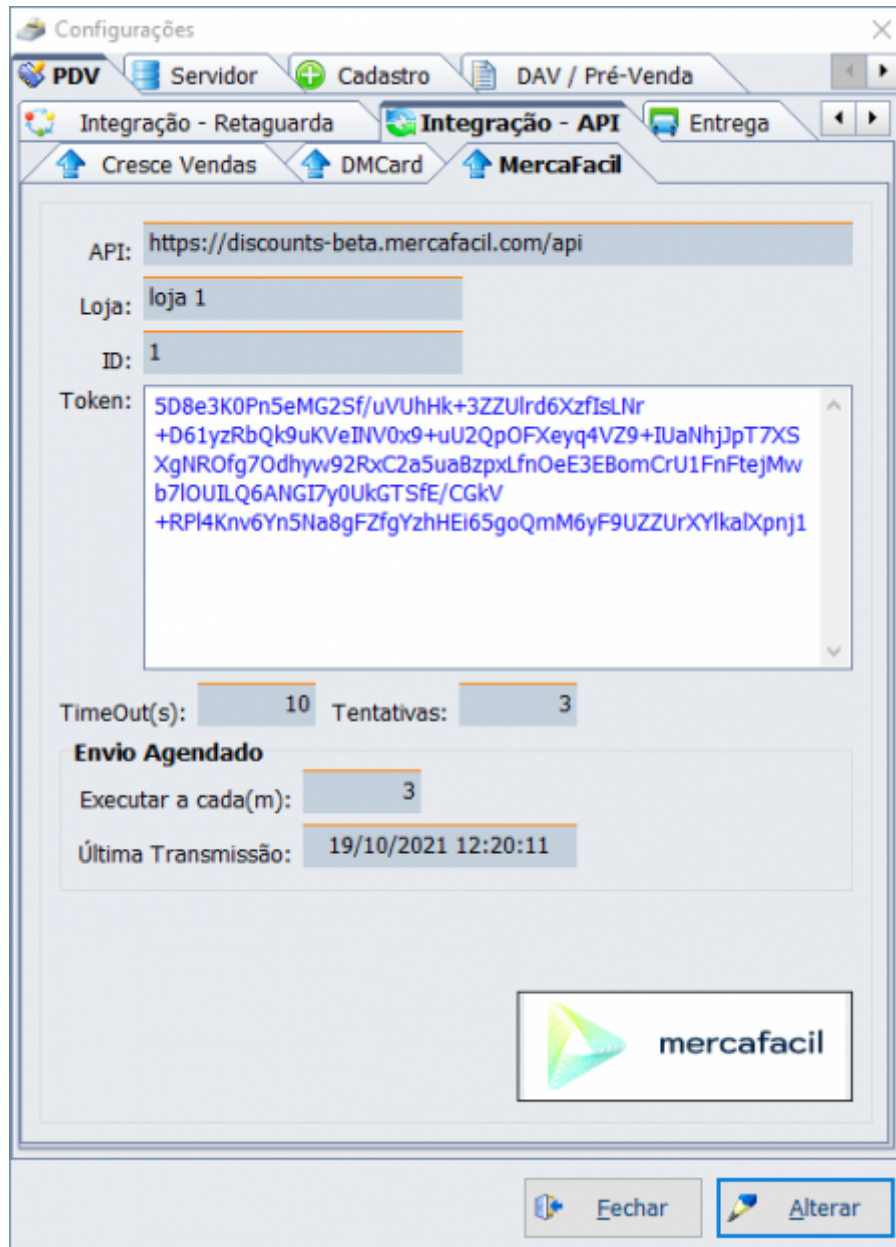 Configurações
PDV Servidor Cadastro DAV / Pré-Venda
Integração - Retaguarda Integração - API Entrega
Cresce Vendas DMCard MercaFacil
API: https://discounts-beta.mercafacil.com/api
Loja: loja 1
ID: 1
Token: 5D8e3K0Pn5eMG2Sf/uVUhHk+3ZZUlrd6XzfIsLNr
+D61yzRbQk9uKVeINV0x9+uU2QpOFXeyq4VZ9+IUaNhjJpT7XS
XgNROfg7Odhyw92RxC2a5uaBzpxLfnOeE3EBomCrU1FnFtejMw
b7lOUILQ6ANGI7y0UkGTSfE/CGkV
+RPl4Knv6Yn5Na8gFZfgYzhHEi65goQmM6yF9UZZUrXYlkalXpnj1
TimeOut(s): 10 Tentativas: 3
Envio Agendado
Executar a cada(m): 3
Última Transmissão: 19/10/2021 12:20:11
mercafacil
Fechar Alterar